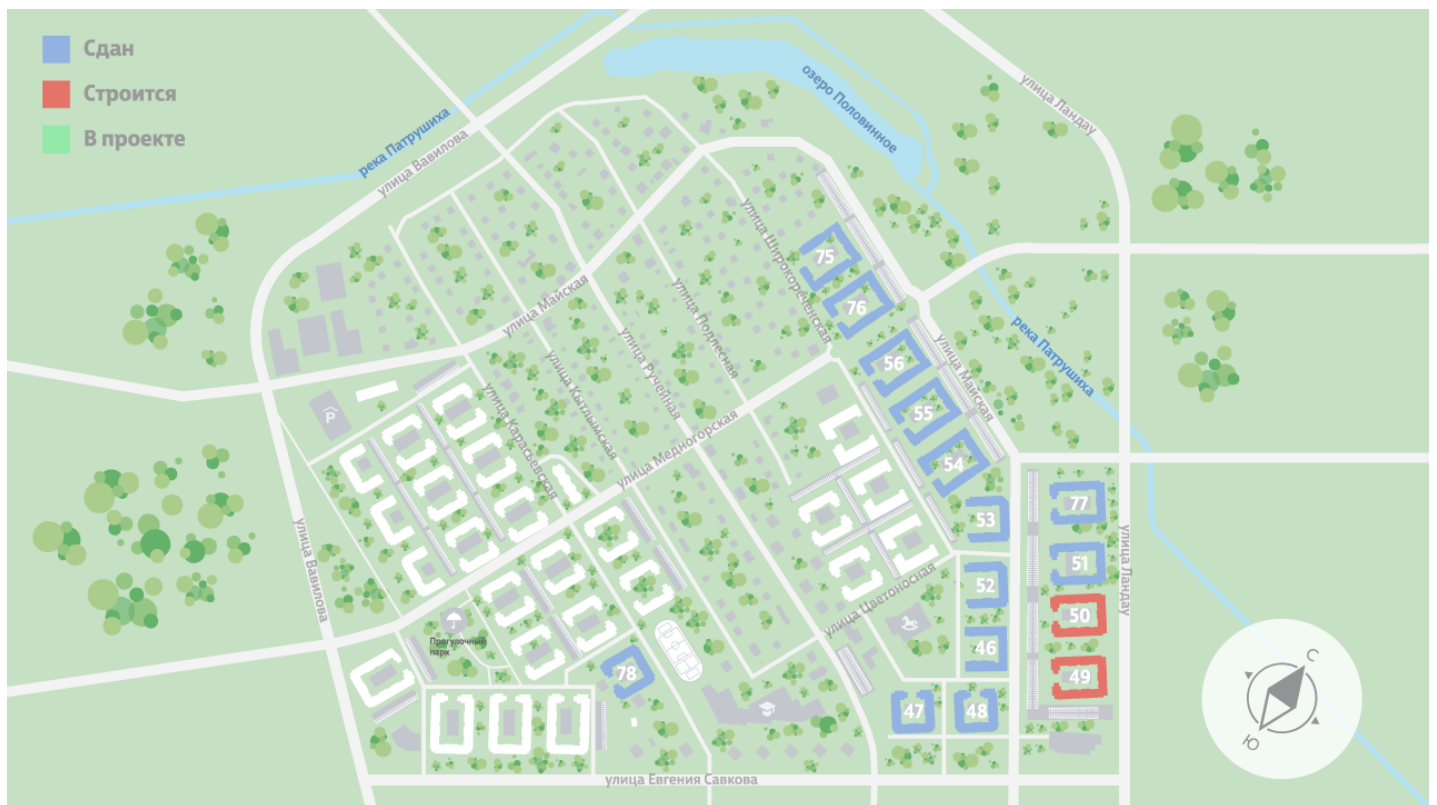 Сдан
Строится
В проекте
река Патрушиха
улица Вавилова
озеро Половинное
улица Ландау
улица Широкореченская
75
76
улица Майская
улица Подлесная
56
улица Майская
река Патрушиха
улица Ручейная
улица Кытлымская
улица Карасьевская
55
P
улица Медногорская
54
77
53
улица Вавилова
улица Ландау
51
52
улица Цветоносная
50
Прогулочный
парк
46
78
49
47
48
С
Ю
улица Евгения Савкова